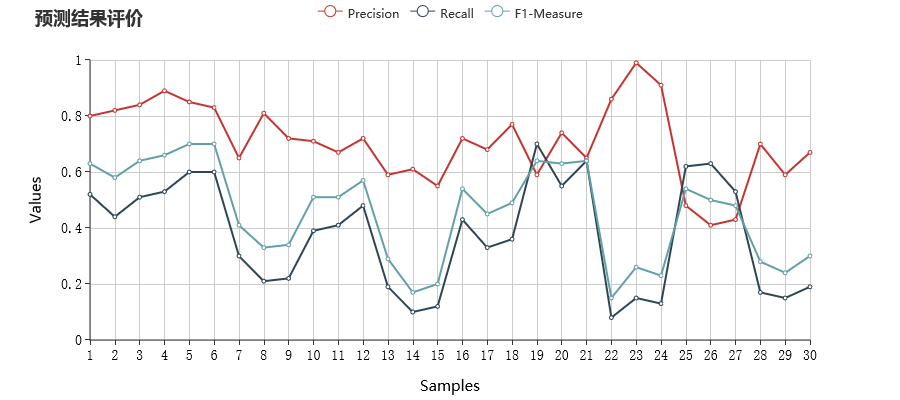 预测结果评价
Precision Recall F1-Measure
Values
1
0.8
0.6
0.4
0.2
0
1 2 3 4 5 6 7 8 9 10 11 12 13 14 15 16 17 18 19 20 21 22 23 24 25 26 27 28 29 30
Samples